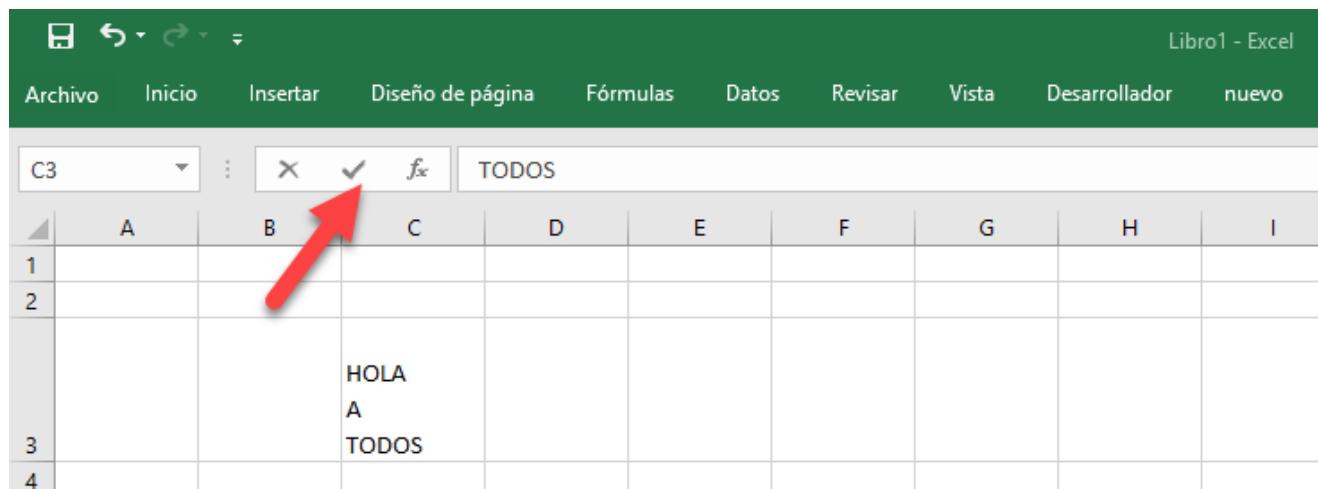 Libro1 - Excel
Archivo Inicio Insertar Diseño de página Fórmulas Datos Revisar Vista Desarrollador nuevo
C3 fx TODOS
A B C D E F G H I
1
2
HOLA
A
3 TODOS
4